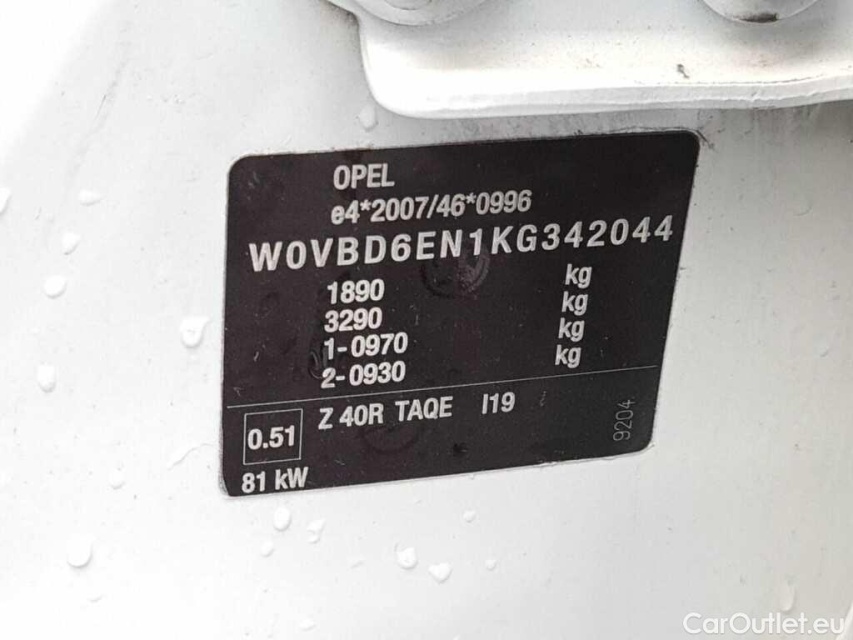 OPEL
e4*2007/46*0996
W0VBD6EN1KG342044
1890 kg
3290 kg
1-0970 kg
2-0930 kg
0.51 Z 40R TAQE I19
9204
81 kW
CarOutlet.eu